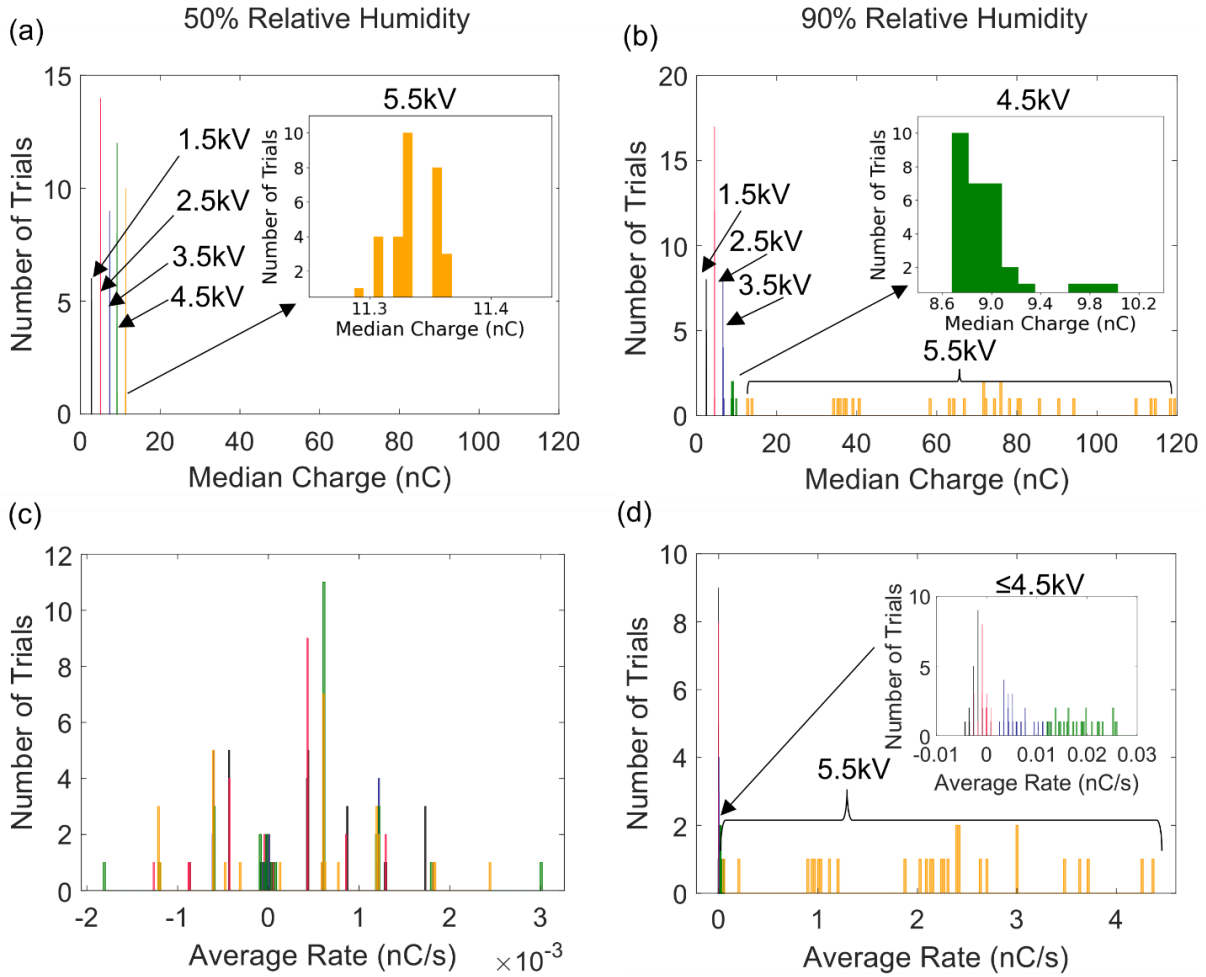 50% Relative Humidity
90% Relative Humidity
(a)
15
10
5
0
Number of Trials
0 20 40 60 80 100 120
Median Charge (nC)
1.5kV
2.5kV
3.5kV
4.5kV
5.5kV
10
8
6
4
2
Number of Trials
11.3 11.4
Median Charge (nC)
(b)
20
15
10
5
0
Number of Trials
0 20 40 60 80 100 120
Median Charge (nC)
1.5kV
2.5kV
3.5kV
5.5kV
4.5kV
10
8
6
4
2
Number of Trials
8.6 9.0 9.4 9.8 10.2
Median Charge (nC)
(c)
12
10
8
6
4
2
0
Number of Trials
-2 -1 0 1 2 3
Average Rate (nC/s) ×10⁻³
(d)
10
8
6
4
2
0
Number of Trials
0 1 2 3 4
Average Rate (nC/s)
5.5kV
≤4.5kV
10
5
0
Number of Trials
-0.01 0 0.01 0.02 0.03
Average Rate (nC/s)